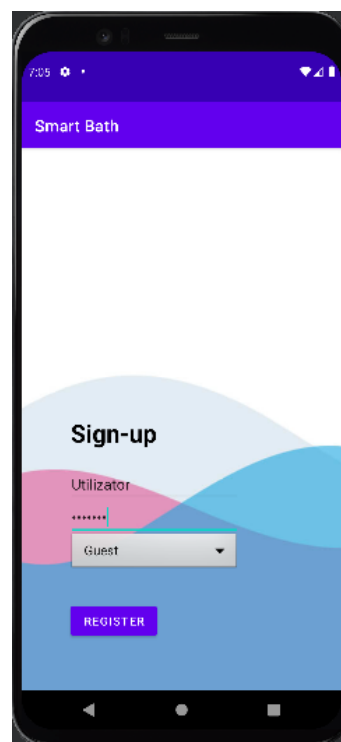 7:05
Smart Bath
Sign-up
Utilizator
•••••••
Guest
REGISTER